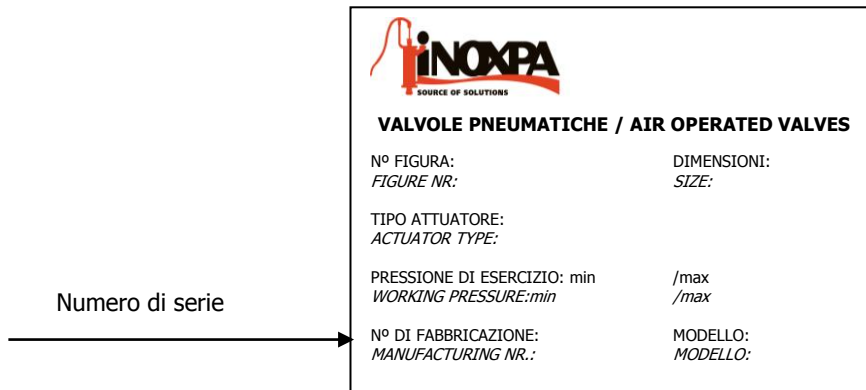 iNOXPA
SOURCE OF SOLUTIONS
VALVOLE PNEUMATICHE / AIR OPERATED VALVES
Nº FIGURA: DIMENSIONI:
FIGURE NR: SIZE:
TIPO ATTUATORE:
ACTUATOR TYPE:
PRESSIONE DI ESERCIZIO: min /max
WORKING PRESSURE:min /max
Numero di serie
Nº DI FABBRICAZIONE: MODELLO:
MANUFACTURING NR.: MODELLO: